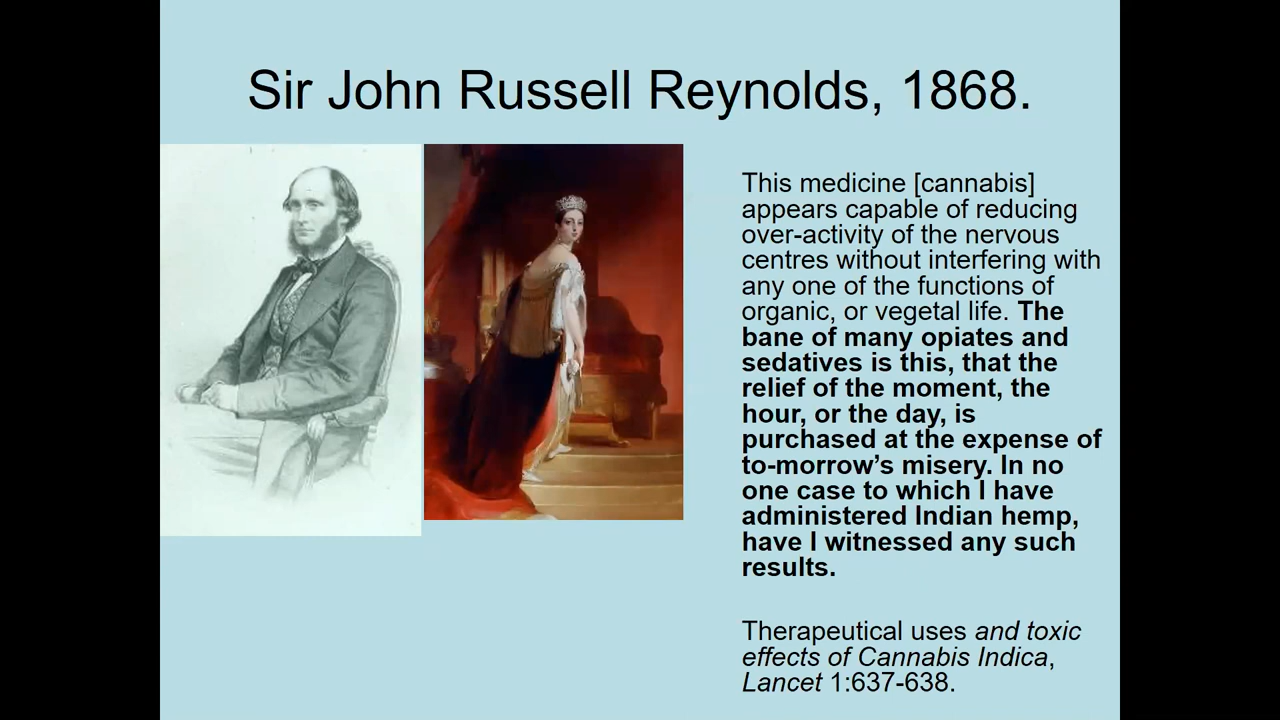 Sir John Russell Reynolds, 1868.
This medicine [cannabis]
appears capable of reducing
over-activity of the nervous
centres without interfering with
any one of the functions of
organic, or vegetal life. The
bane of many opiates and
sedatives is this, that the
relief of the moment, the
hour, or the day, is
purchased at the expense of
to-morrow’s misery. In no
one case to which I have
administered Indian hemp,
have I witnessed any such
results.
Therapeutical uses and toxic
effects of Cannabis Indica,
Lancet 1:637-638.